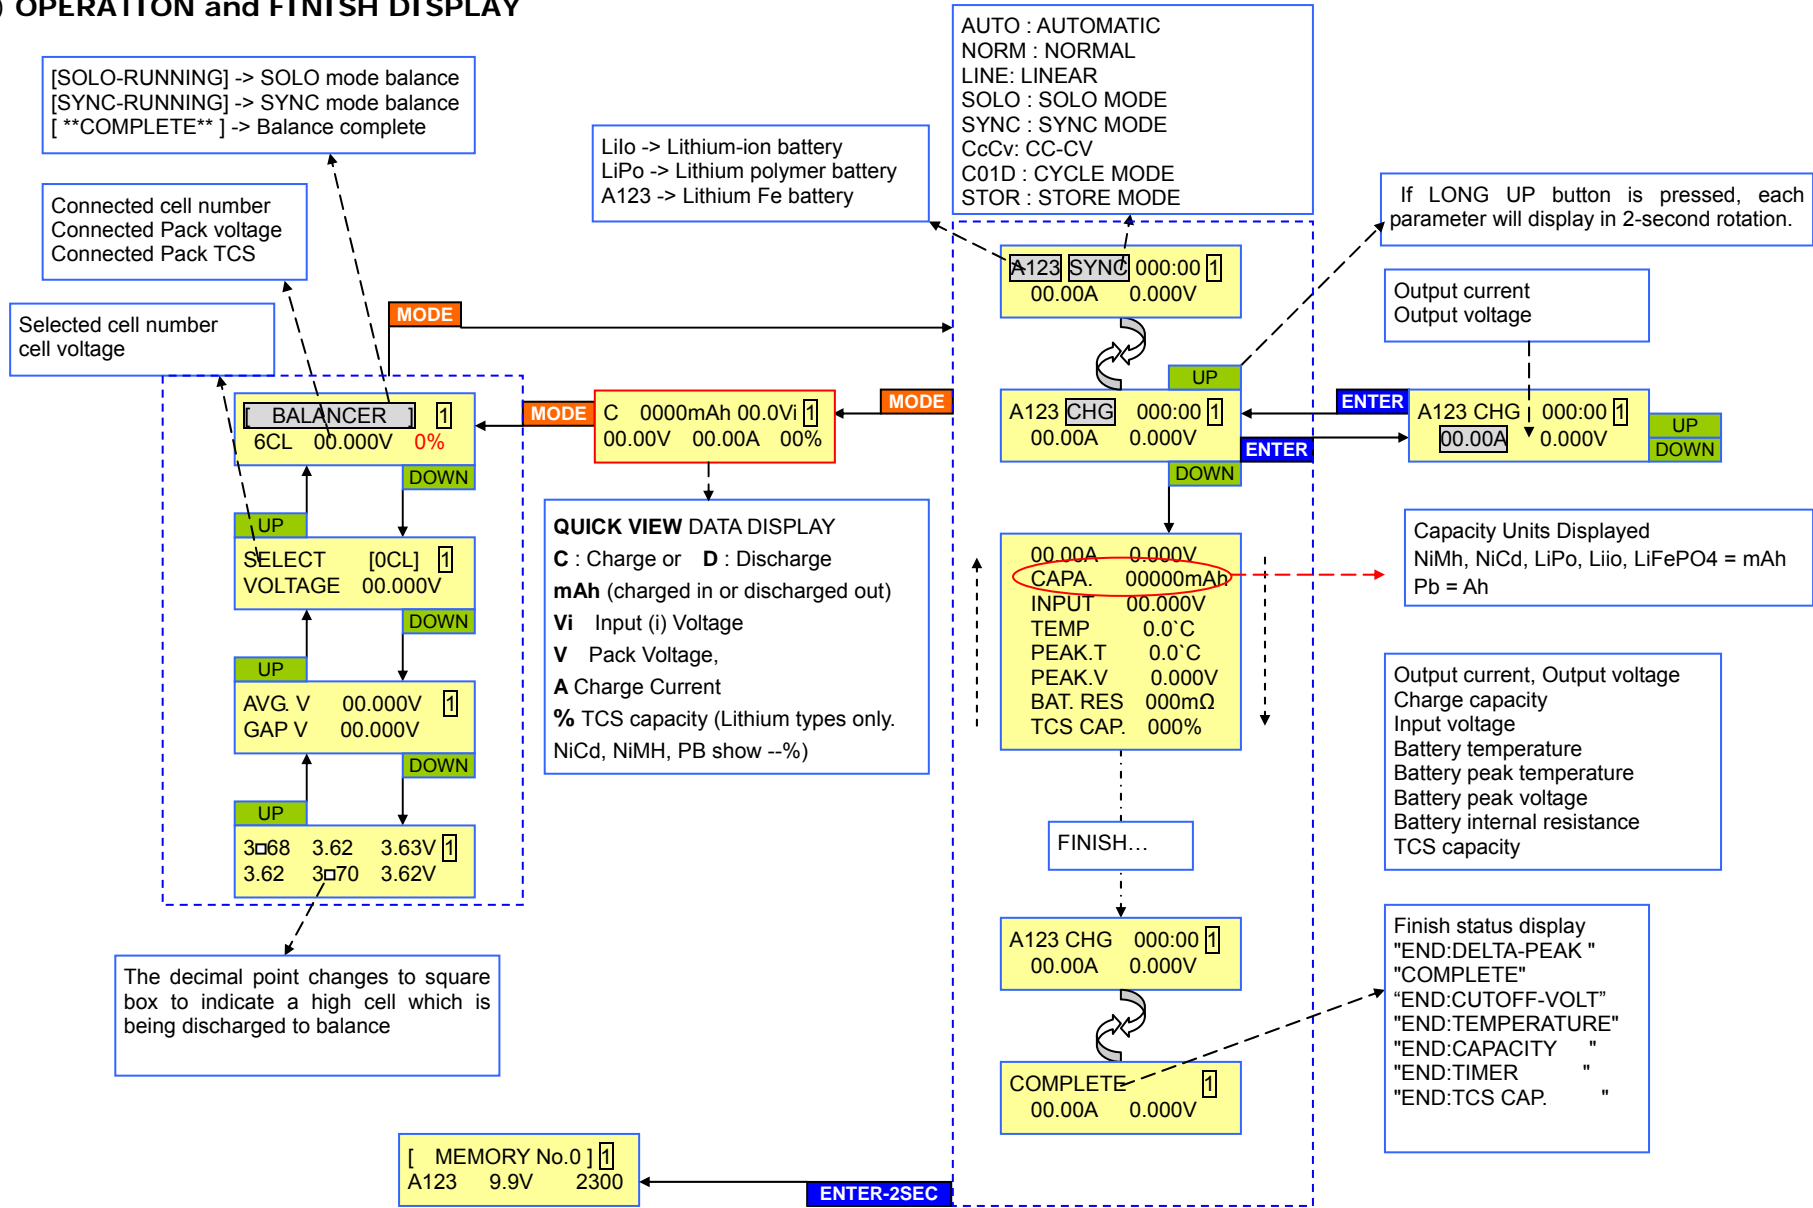 ) OPERATION and FINISH DISPLAY
[SOLO-RUNNING] -> SOLO mode balance
[SYNC-RUNNING] -> SYNC mode balance
[ **COMPLETE** ] -> Balance complete
Connected cell number
Connected Pack voltage
Connected Pack TCS
Selected cell number
cell voltage
LiIo -> Lithium-ion battery
LiPo -> Lithium polymer battery
A123 -> Lithium Fe battery
AUTO : AUTOMATIC
NORM : NORMAL
LINE: LINEAR
SOLO : SOLO MODE
SYNC : SYNC MODE
CcCv: CC-CV
C01D : CYCLE MODE
STOR : STORE MODE
If LONG UP button is pressed, each
parameter will display in 2-second rotation.
Output current
Output voltage
MODE
A123 SYNC 000:00 1
00.00A 0.000V
[ BALANCER ] 1
6CL 00.000V 0%
MODE
C 0000mAh 00.0Vi 1
00.00V 00.00A 00%
MODE
UP
A123 CHG 000:00 1
00.00A 0.000V
DOWN
ENTER
ENTER
A123 CHG 000:00 1
00.00A 0.000V
UP
DOWN
DOWN
UP
SELECT [0CL] 1
VOLTAGE 00.000V
DOWN
UP
AVG. V 00.000V 1
GAP V 00.000V
DOWN
UP
3□68 3.62 3.63V 1
3.62 3□70 3.62V
The decimal point changes to square
box to indicate a high cell which is
being discharged to balance
QUICK VIEW DATA DISPLAY
C : Charge or D : Discharge
mAh (charged in or discharged out)
Vi Input (i) Voltage
V Pack Voltage,
A Charge Current
% TCS capacity (Lithium types only.
NiCd, NiMH, PB show --%)
00.00A 0.000V
CAPA. 00000mAh
INPUT 00.000V
TEMP 0.0`C
PEAK.T 0.0`C
PEAK.V 0.000V
BAT. RES 000mΩ
TCS CAP. 000%
Capacity Units Displayed
NiMh, NiCd, LiPo, Liio, LiFePO4 = mAh
Pb = Ah
Output current, Output voltage
Charge capacity
Input voltage
Battery temperature
Battery peak temperature
Battery peak voltage
Battery internal resistance
TCS capacity
FINISH…
A123 CHG 000:00 1
00.00A 0.000V
COMPLETE 1
00.00A 0.000V
Finish status display
"END:DELTA-PEAK "
"COMPLETE"
“END:CUTOFF-VOLT”
"END:TEMPERATURE"
"END:CAPACITY "
"END:TIMER "
"END:TCS CAP. "
[ MEMORY No.0 ] 1
A123 9.9V 2300
ENTER-2SEC